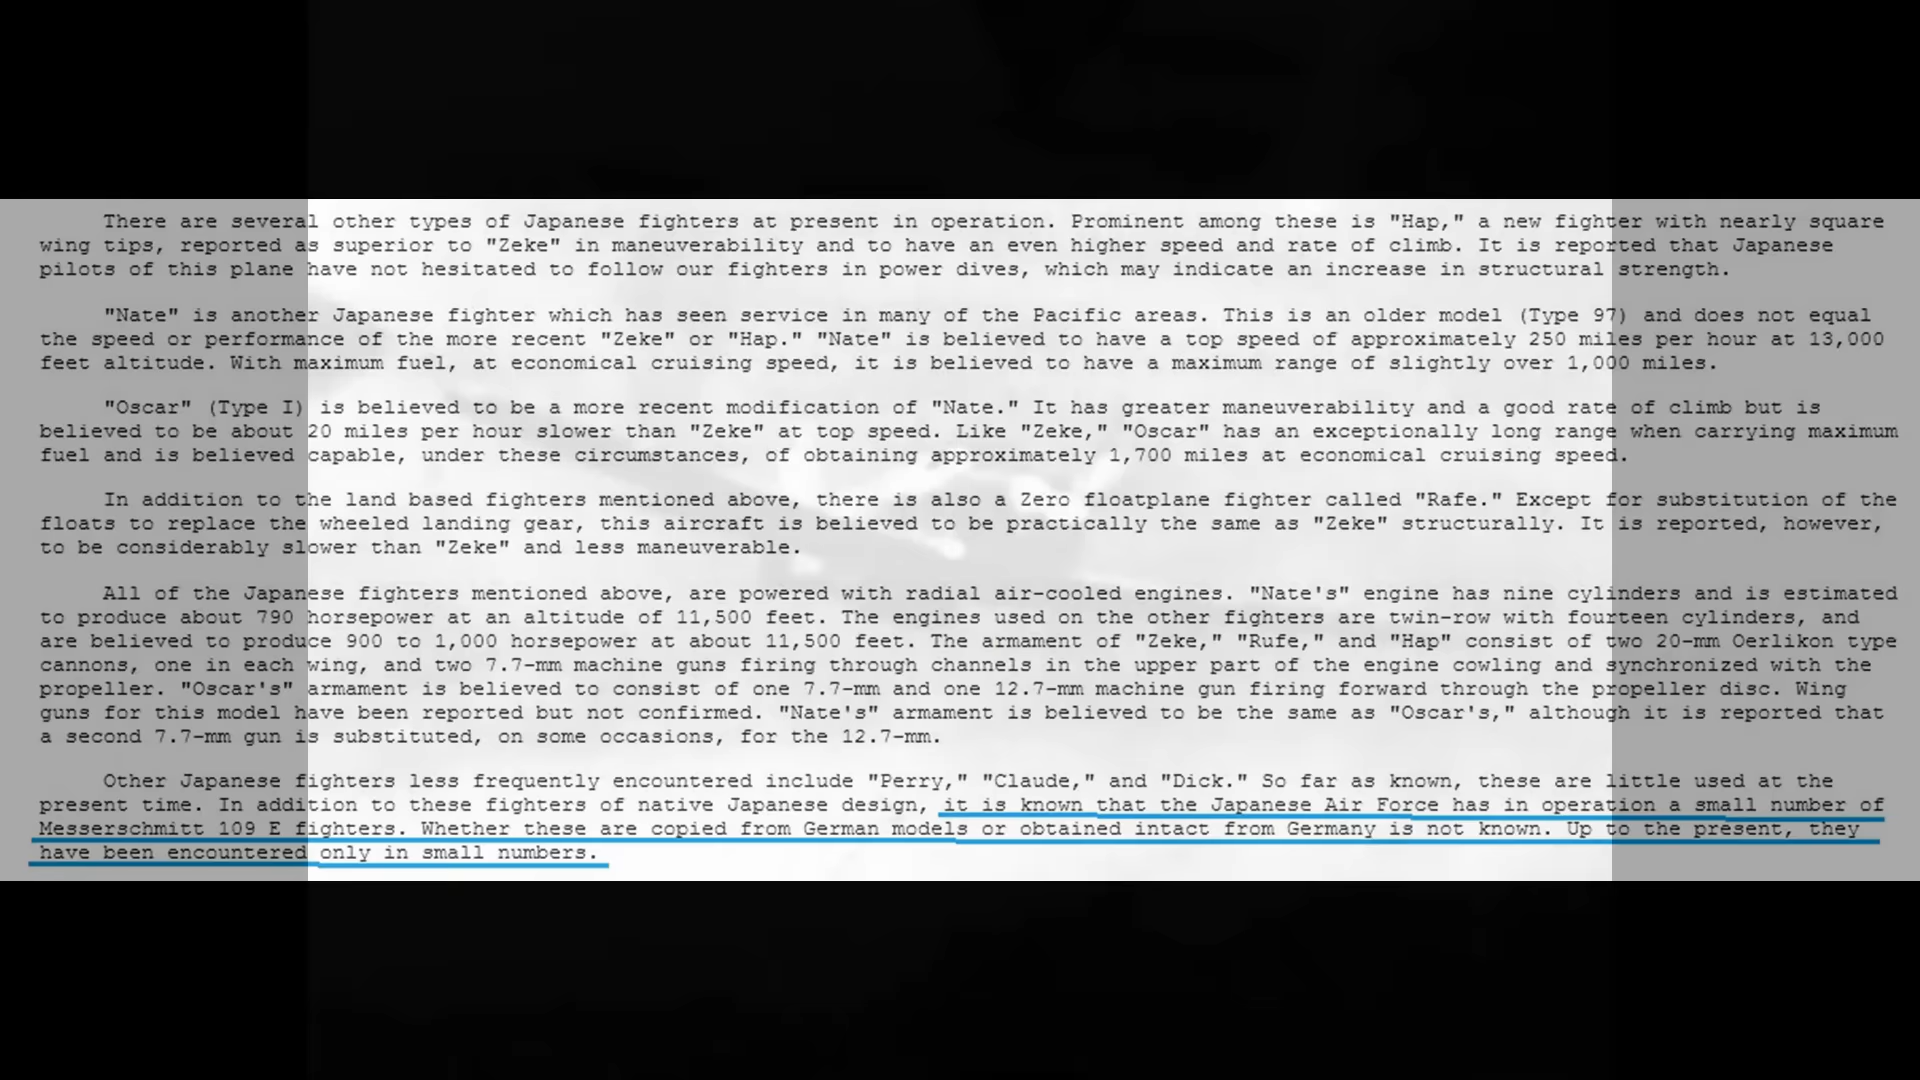 There are several other types of Japanese fighters at present in operation. Prominent among these is "Hap," a new fighter with nearly square
wing tips, reported as superior to "Zeke" in maneuverability and to have an even higher speed and rate of climb. It is reported that Japanese
pilots of this plane have not hesitated to follow our fighters in power dives, which may indicate an increase in structural strength.
"Nate" is another Japanese fighter which has seen service in many of the Pacific areas. This is an older model (Type 97) and does not equal
the speed or performance of the more recent "Zeke" or "Hap." "Nate" is believed to have a top speed of approximately 250 miles per hour at 13,000
feet altitude. With maximum fuel, at economical cruising speed, it is believed to have a maximum range of slightly over 1,000 miles.
"Oscar" (Type I) is believed to be a more recent modification of "Nate." It has greater maneuverability and a good rate of climb but is
believed to be about 20 miles per hour slower than "Zeke" at top speed. Like "Zeke," "Oscar" has an exceptionally long range when carrying maximum
fuel and is believed capable, under these circumstances, of obtaining approximately 1,700 miles at economical cruising speed.
In addition to the land based fighters mentioned above, there is also a Zero floatplane fighter called "Rafe." Except for substitution of the
floats to replace the wheeled landing gear, this aircraft is believed to be practically the same as "Zeke" structurally. It is reported, however,
to be considerably slower than "Zeke" and less maneuverable.
All of the Japanese fighters mentioned above, are powered with radial air-cooled engines. "Nate's" engine has nine cylinders and is estimated
to produce about 790 horsepower at an altitude of 11,500 feet. The engines used on the other fighters are twin-row with fourteen cylinders, and
are believed to produce 900 to 1,000 horsepower at about 11,500 feet. The armament of "Zeke," "Rufe," and "Hap" consist of two 20-mm Oerlikon type
cannons, one in each wing, and two 7.7-mm machine guns firing through channels in the upper part of the engine cowling and synchronized with the
propeller. "Oscar's" armament is believed to consist of one 7.7-mm and one 12.7-mm machine gun firing forward through the propeller disc. Wing
guns for this model have been reported but not confirmed. "Nate's" armament is believed to be the same as "Oscar's," although it is reported that
a second 7.7-mm gun is substituted, on some occasions, for the 12.7-mm.
Other Japanese fighters less frequently encountered include "Perry," "Claude," and "Dick." So far as known, these are little used at the
present time. In addition to these fighters of native Japanese design, it is known that the Japanese Air Force has in operation a small number of
Messerschmitt 109 E fighters. Whether these are copied from German models or obtained intact from Germany is not known. Up to the present, they
have been encountered only in small numbers.